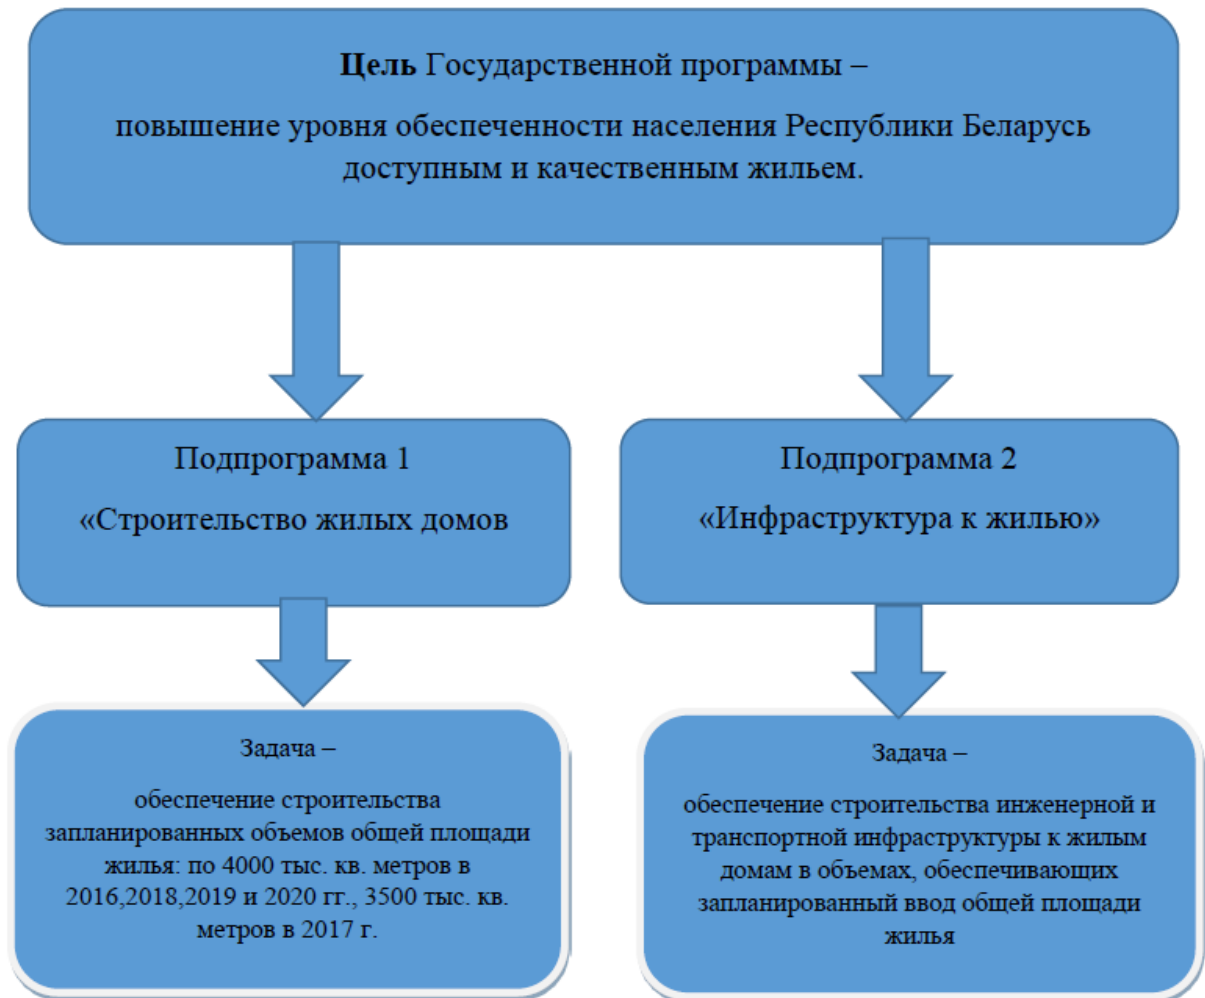 Цель Государственной программы –
повышение уровня обеспеченности населения Республики Беларусь
доступным и качественным жильем.
Подпрограмма 1
«Строительство жилых домов
Подпрограмма 2
«Инфраструктура к жилью»
Задача –
обеспечение строительства
запланированных объемов общей площади
жилья: по 4000 тыс. кв. метров в
2016,2018,2019 и 2020 гг., 3500 тыс. кв.
метров в 2017 г.
Задача –
обеспечение строительства инженерной и
транспортной инфраструктуры к жилым
домам в объемах, обеспечивающих
запланированный ввод общей площади
жилья